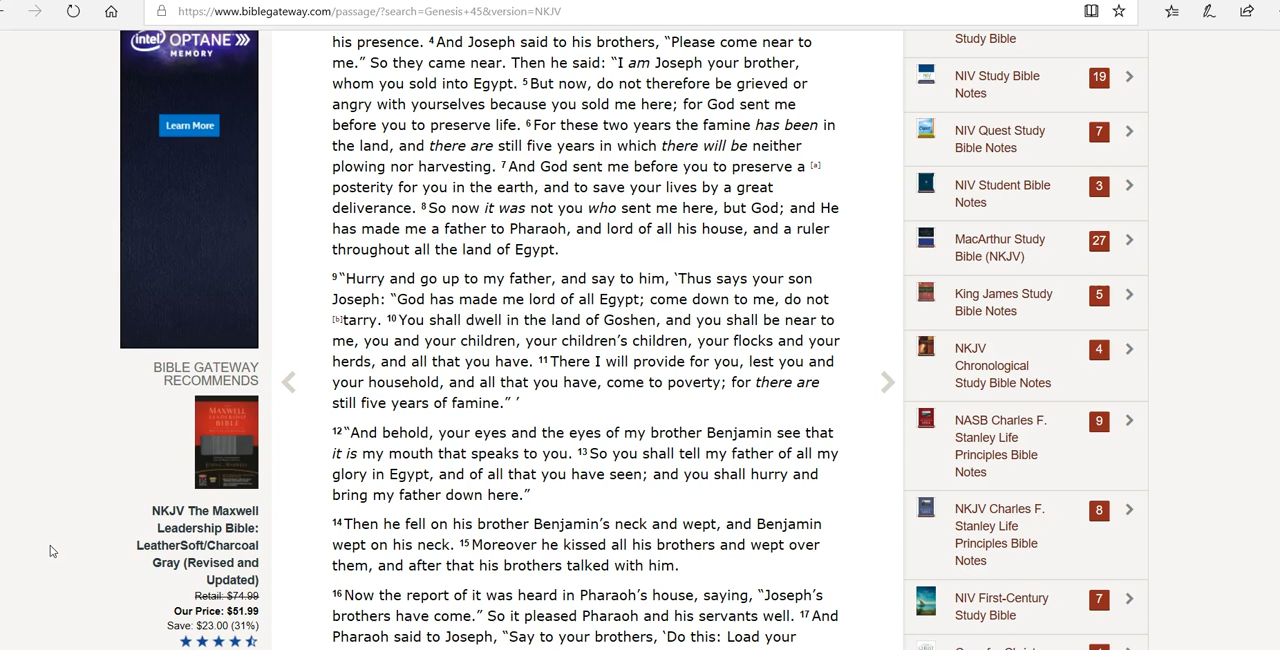 https://www.biblegateway.com/passage/?search=Genesis+45&version=NKJV
intel OPTANE
MEMORY
Learn More
BIBLE GATEWAY
RECOMMENDS
MAXWELL
LEADERSHIP
BIBLE
NKJV The Maxwell
Leadership Bible:
LeatherSoft/Charcoal
Gray (Revised and
Updated)
Retail: $74.99
Our Price: $51.99
Save: $23.00 (31%)
his presence. 4 And Joseph said to his brothers, “Please come near to
me.” So they came near. Then he said: “I am Joseph your brother,
whom you sold into Egypt. 5 But now, do not therefore be grieved or
angry with yourselves because you sold me here; for God sent me
before you to preserve life. 6 For these two years the famine has been in
the land, and there are still five years in which there will be neither
plowing nor harvesting. 7 And God sent me before you to preserve a [a]
posterity for you in the earth, and to save your lives by a great
deliverance. 8 So now it was not you who sent me here, but God; and He
has made me a father to Pharaoh, and lord of all his house, and a ruler
throughout all the land of Egypt.
9 “Hurry and go up to my father, and say to him, ‘Thus says your son
Joseph: “God has made me lord of all Egypt; come down to me, do not
[b]tarry. 10 You shall dwell in the land of Goshen, and you shall be near to
me, you and your children, your children’s children, your flocks and your
herds, and all that you have. 11 There I will provide for you, lest you and
your household, and all that you have, come to poverty; for there are
still five years of famine.” ’
12 “And behold, your eyes and the eyes of my brother Benjamin see that
it is my mouth that speaks to you. 13 So you shall tell my father of all my
glory in Egypt, and of all that you have seen; and you shall hurry and
bring my father down here.”
14 Then he fell on his brother Benjamin’s neck and wept, and Benjamin
wept on his neck. 15 Moreover he kissed all his brothers and wept over
them, and after that his brothers talked with him.
16 Now the report of it was heard in Pharaoh’s house, saying, “Joseph’s
brothers have come.” So it pleased Pharaoh and his servants well. 17 And
Pharaoh said to Joseph, “Say to your brothers, ‘Do this: Load your
Study Bible
NIV Study Bible
Notes
19
NIV Quest Study
Bible Notes
7
NIV Student Bible
Notes
3
MacArthur Study
Bible (NKJV)
27
King James Study
Bible Notes
5
NKJV
Chronological
Study Bible Notes
4
NASB Charles F.
Stanley Life
Principles Bible
Notes
9
NKJV Charles F.
Stanley Life
Principles Bible
Notes
8
NIV First-Century
Study Bible
7